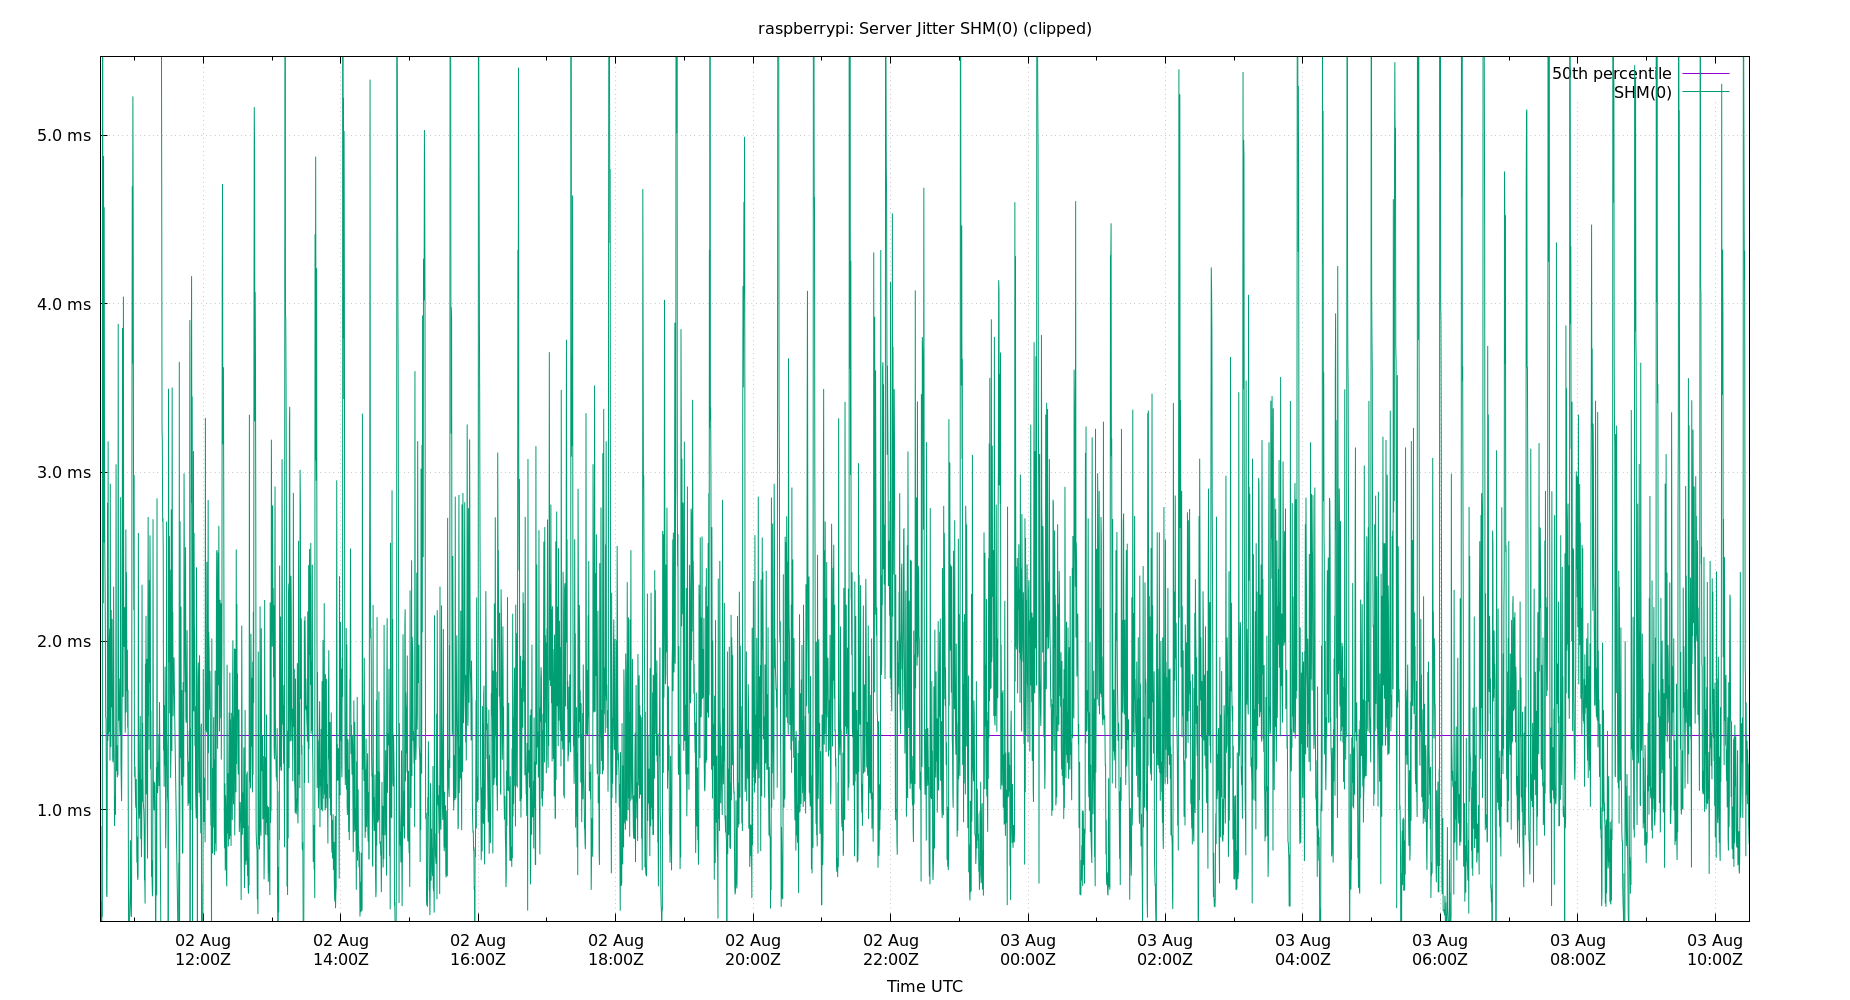 raspberrypi: Server Jitter SHM(0) (clipped)
50th percentile
SHM(0)
5.0 ms
4.0 ms
3.0 ms
2.0 ms
1.0 ms
02 Aug 02 Aug 02 Aug 02 Aug 02 Aug 02 Aug 03 Aug 03 Aug 03 Aug 03 Aug 03 Aug 03 Aug
12:00Z 14:00Z 16:00Z 18:00Z 20:00Z 22:00Z 00:00Z 02:00Z 04:00Z 06:00Z 08:00Z 10:00Z
Time UTC